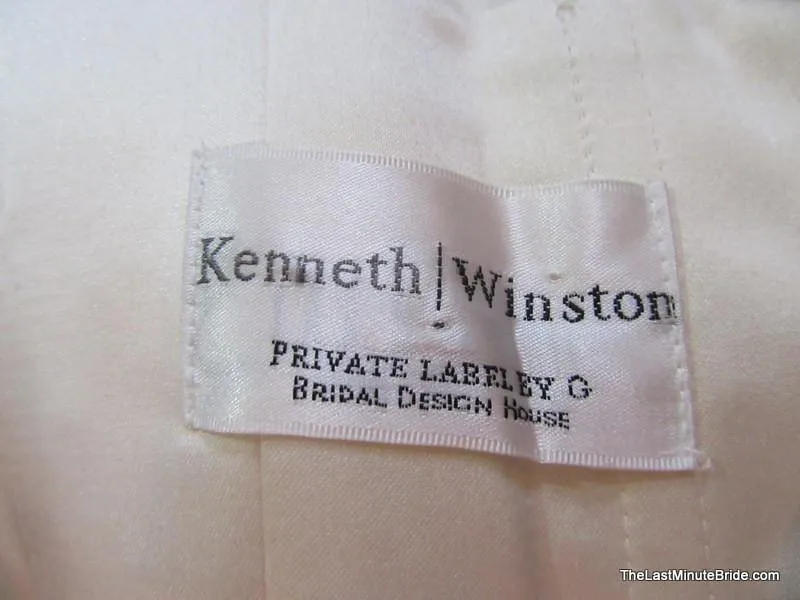 Kenneth | Winston
PRIVATE LABEL BY G
BRIDAL DESIGN HOUSE
TheLastMinuteBride.com